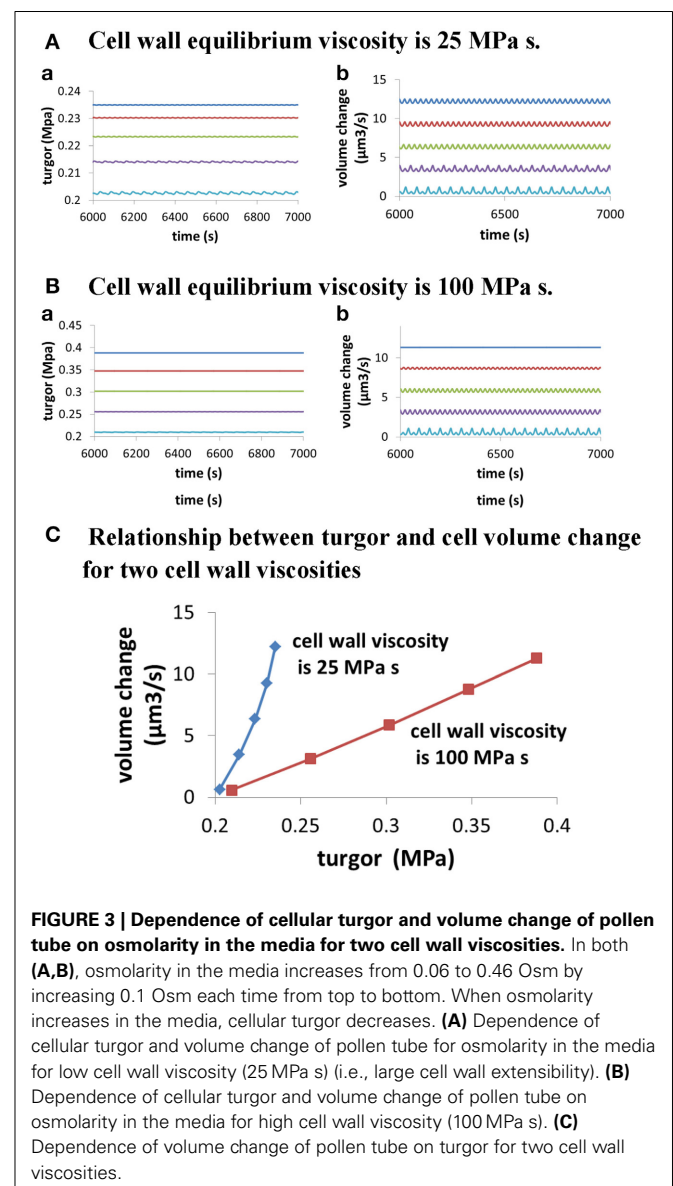 A Cell wall equilibrium viscosity is 25 MPa s.
a
turgor (Mpa)
0.24
0.23
0.22
0.21
0.2
6000 6200 6400 6600 6800 7000
time (s)
b
volume change
(µm3/s)
15
10
5
0
6000 6500 7000
time (s)
B Cell wall equilibrium viscosity is 100 MPa s.
a
turgor (Mpa)
0.45
0.4
0.35
0.3
0.25
0.2
6000 6200 6400 6600 6800 7000
time (s)
time (s)
b
volume change
(µm3/s)
10
5
0
6000 6500 7000
time (s)
time (s)
C Relationship between turgor and cell volume change
for two cell wall viscosities
volume change
(µm3/s)
15
10
5
0
cell wall viscosity
is 25 MPa s
cell wall viscosity
is 100 MPa s
0.2 0.25 0.3 0.35 0.4
turgor (MPa)
FIGURE 3 | Dependence of cellular turgor and volume change of pollen
tube on osmolarity in the media for two cell wall viscosities. In both
(A,B), osmolarity in the media increases from 0.06 to 0.46 Osm by
increasing 0.1 Osm each time from top to bottom. When osmolarity
increases in the media, cellular turgor decreases. (A) Dependence of
cellular turgor and volume change of pollen tube for osmolarity in the media
for low cell wall viscosity (25 MPa s) (i.e., large cell wall extensibility). (B)
Dependence of cellular turgor and volume change of pollen tube on
osmolarity in the media for high cell wall viscosity (100 MPa s). (C)
Dependence of volume change of pollen tube on turgor for two cell wall
viscosities.